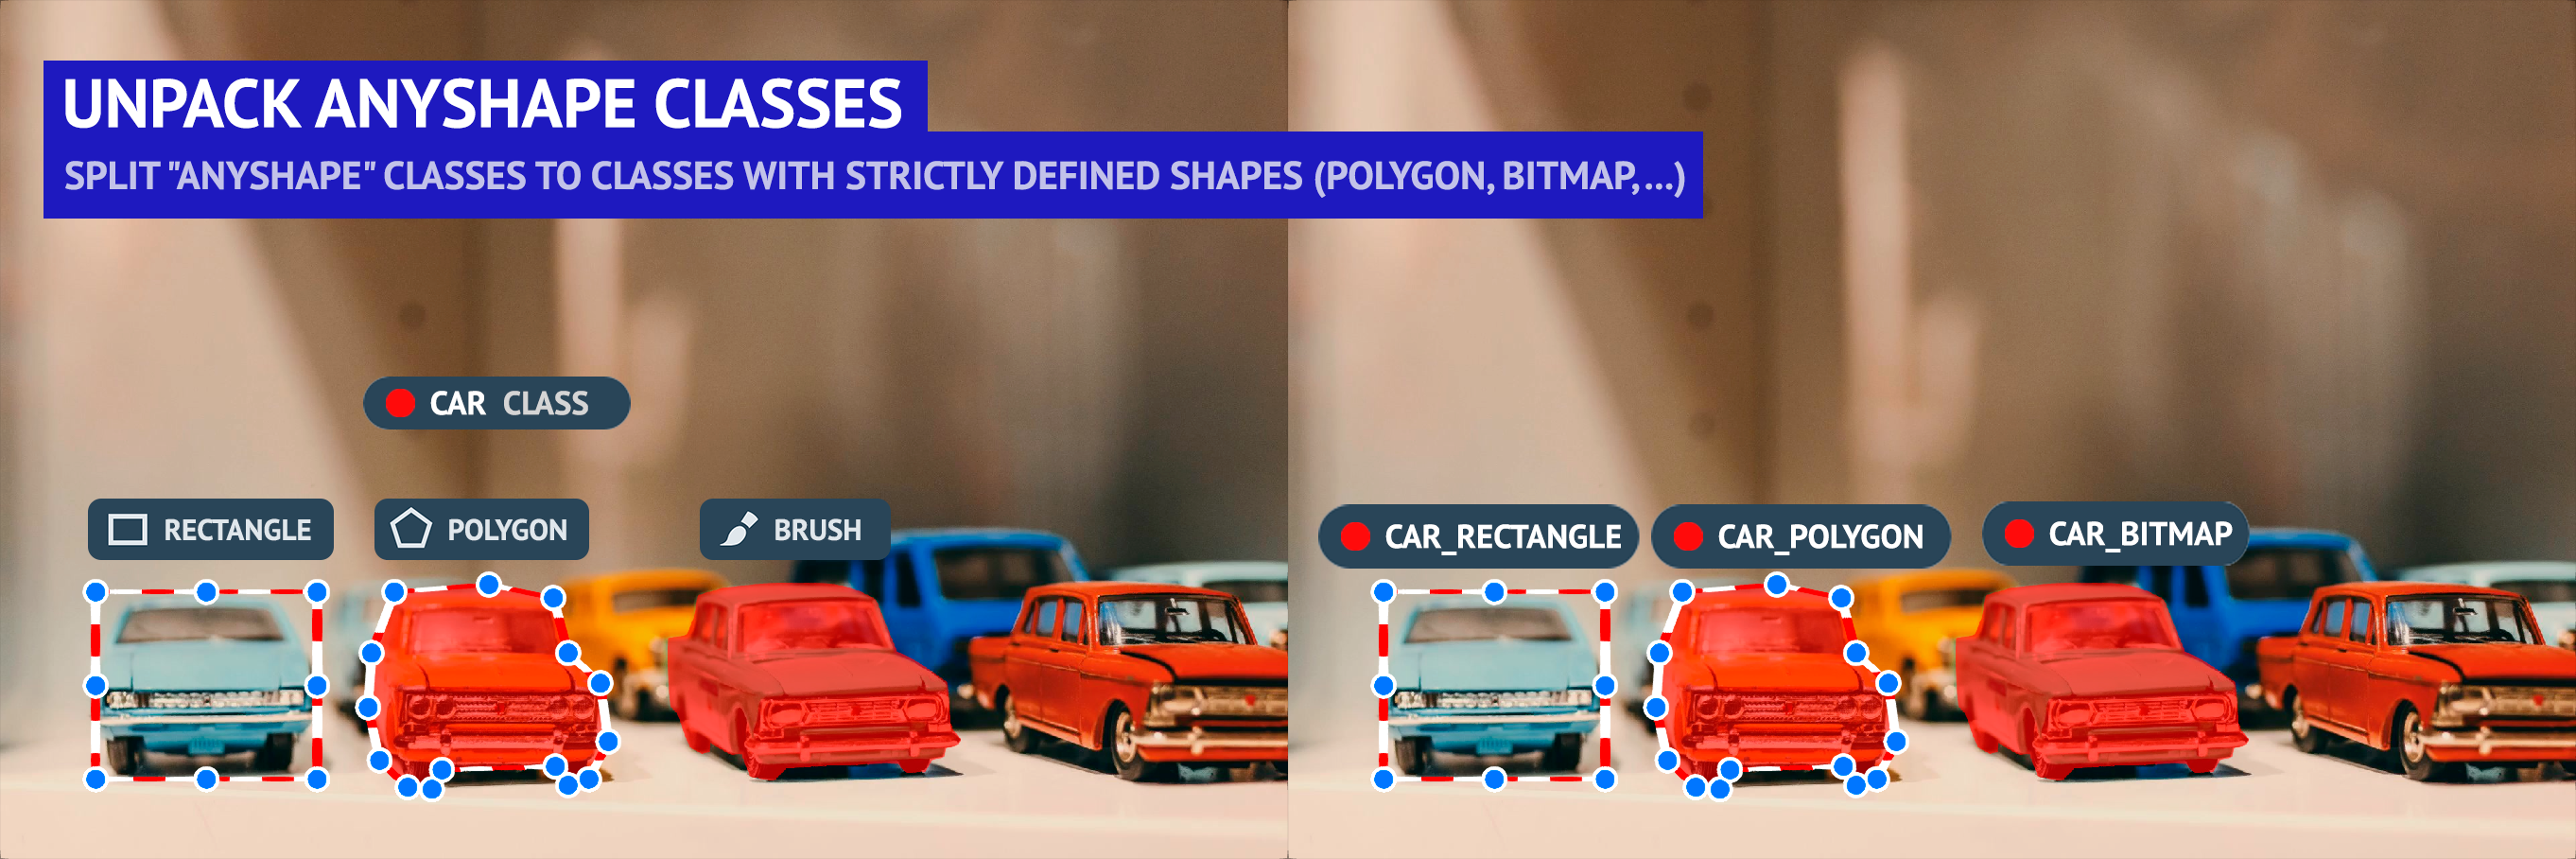 UNPACK ANYSHAPE CLASSES
SPLIT "ANYSHAPE" CLASSES TO CLASSES WITH STRICTLY DEFINED SHAPES (POLYGON, BITMAP, ...)
CAR CLASS
RECTANGLE
POLYGON
BRUSH
CAR_RECTANGLE
CAR_POLYGON
CAR_BITMAP